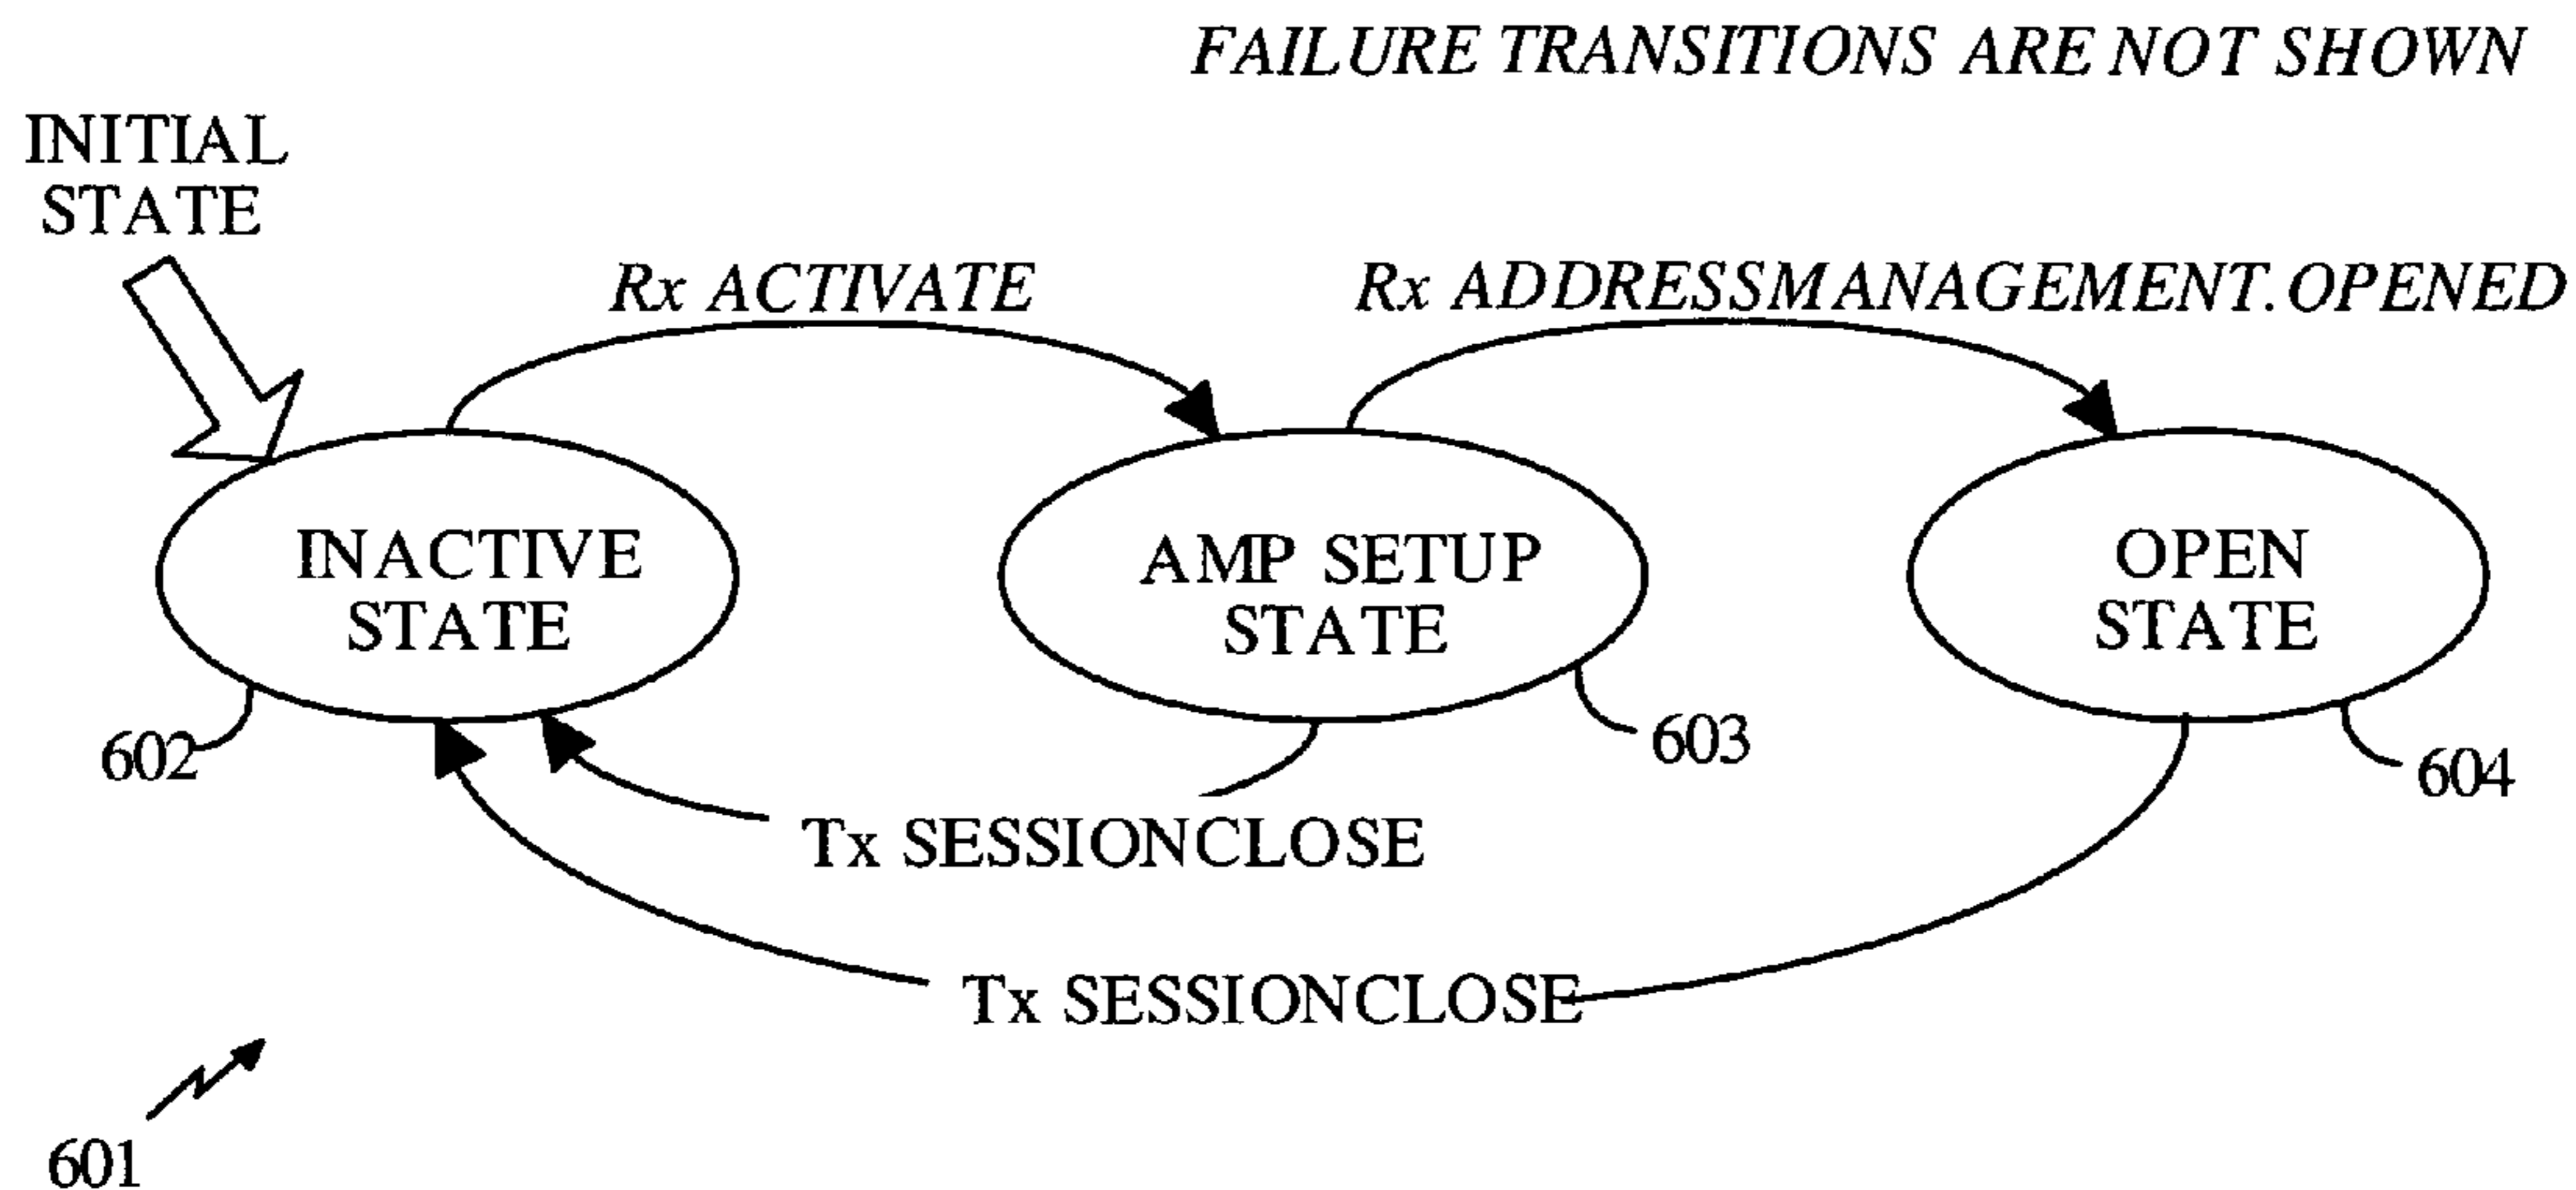 FAILURE TRANSITIONS ARE NOT SHOWN
INITIAL
STATE
Rx ACTIVATE
Rx ADDRESSMANAGEMENT.OPENED
INACTIVE
STATE
AMP SETUP
STATE
OPEN
STATE
602
603
604
Tx SESSIONCLOSE
Tx SESSIONCLOSE
601